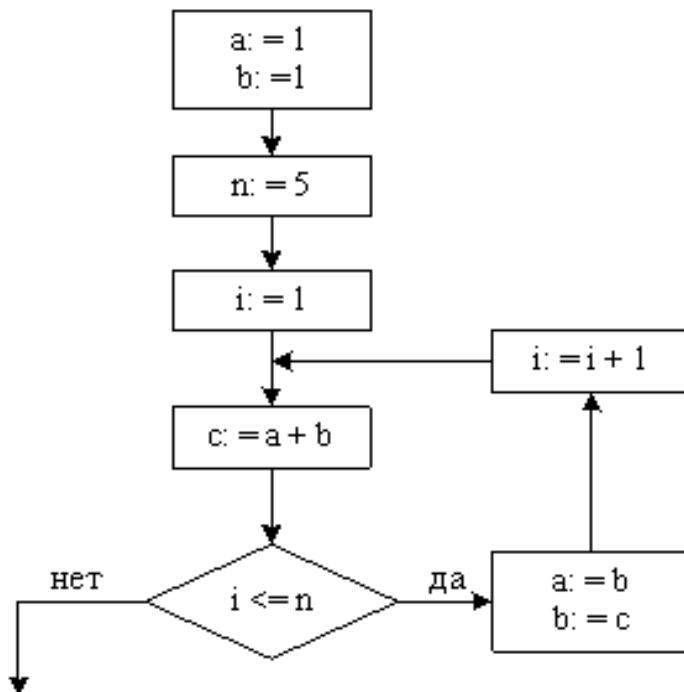 a: = 1
b: =1
n: = 5
i: = 1
i: = i + 1
c: = a + b
нет
i <= n
да
a: = b
b: = c